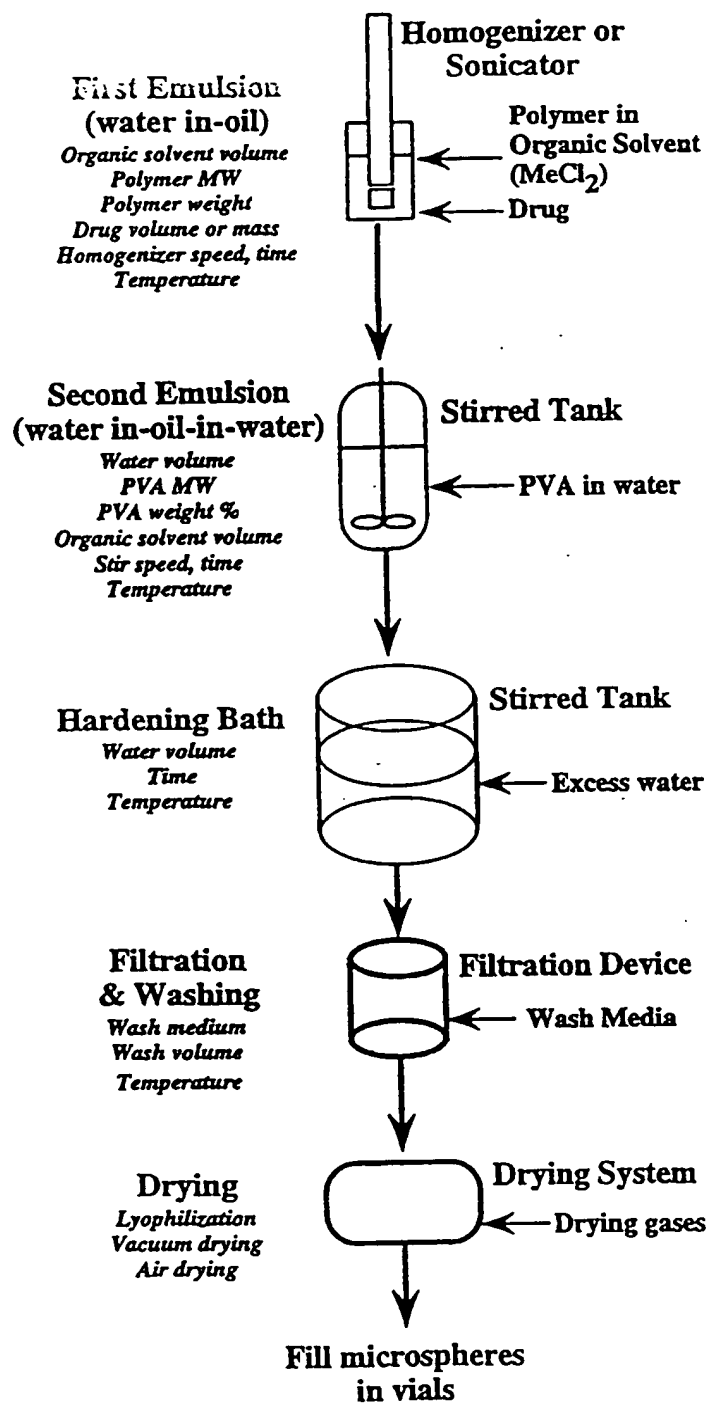 Homogenizer or
Sonicator
First Emulsion
(water in-oil)
Organic solvent volume
Polymer MW
Polymer weight
Drug volume or mass
Homogenizer speed, time
Temperature
Polymer in
Organic Solvent
(MeCl2)
Drug
Second Emulsion
(water in-oil-in-water)
Water volume
PVA MW
PVA weight %
Organic solvent volume
Stir speed, time
Temperature
Stirred Tank
PVA in water
Hardening Bath
Water volume
Time
Temperature
Stirred Tank
Excess water
Filtration
& Washing
Wash medium
Wash volume
Temperature
Filtration Device
Wash Media
Drying
Lyophilization
Vacuum drying
Air drying
Drying System
Drying gases
Fill microspheres
in vials